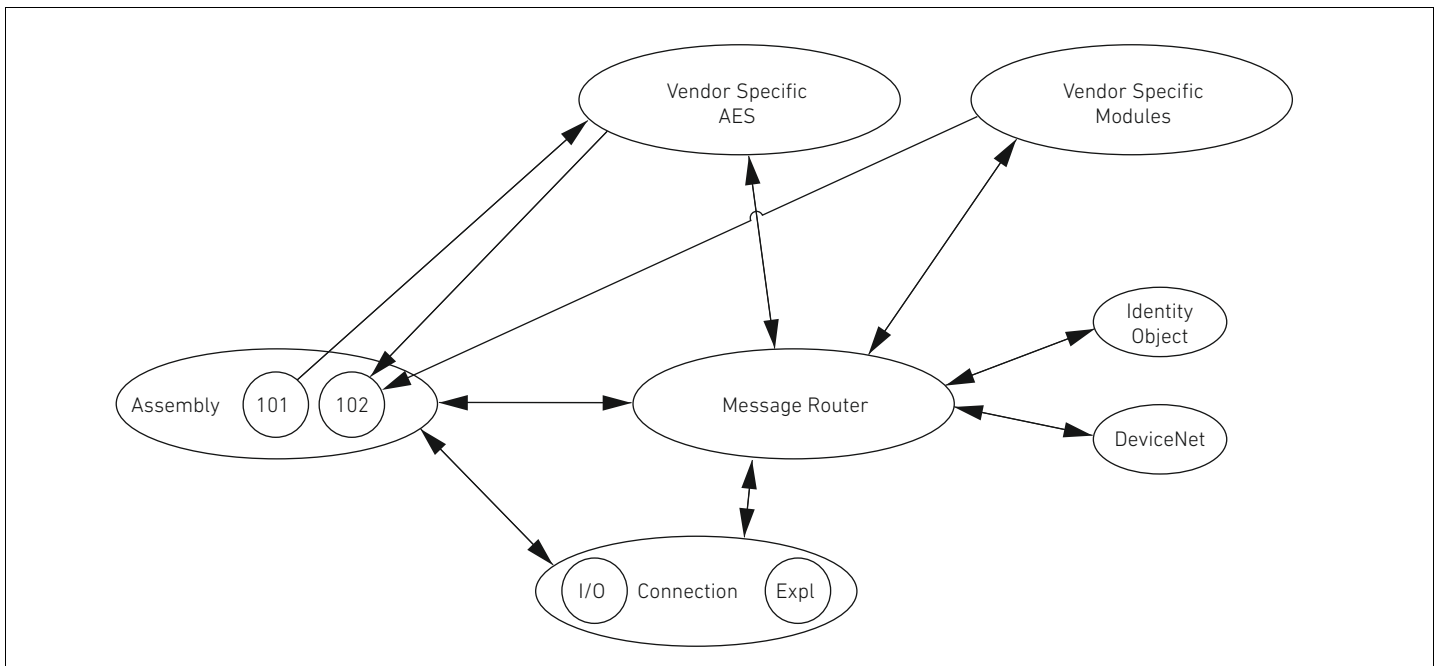 Vendor Specific
AES
Vendor Specific
Modules
Identity
Object
Assembly
101
102
Message Router
DeviceNet
I/O
Connection
Expl